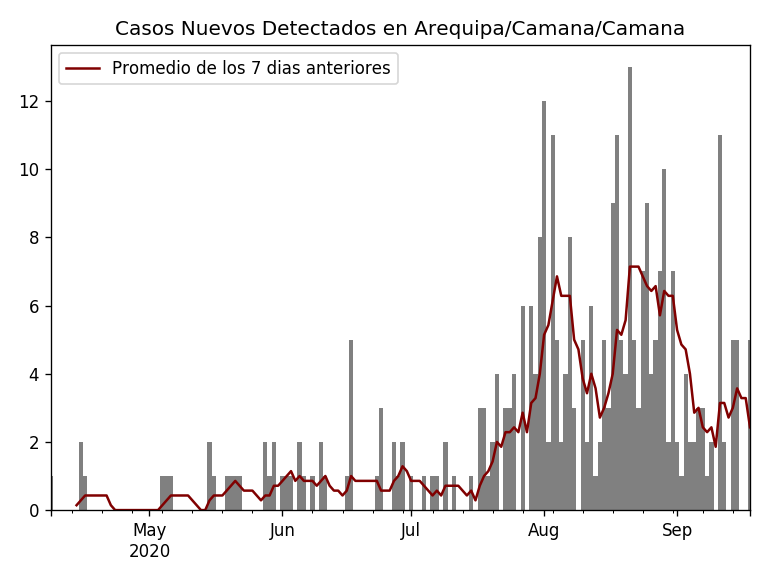 Casos Nuevos Detectados en Arequipa/Camana/Camana
Promedio de los 7 dias anteriores
12
10
8
6
4
2
0
May Jun Jul Aug Sep
2020